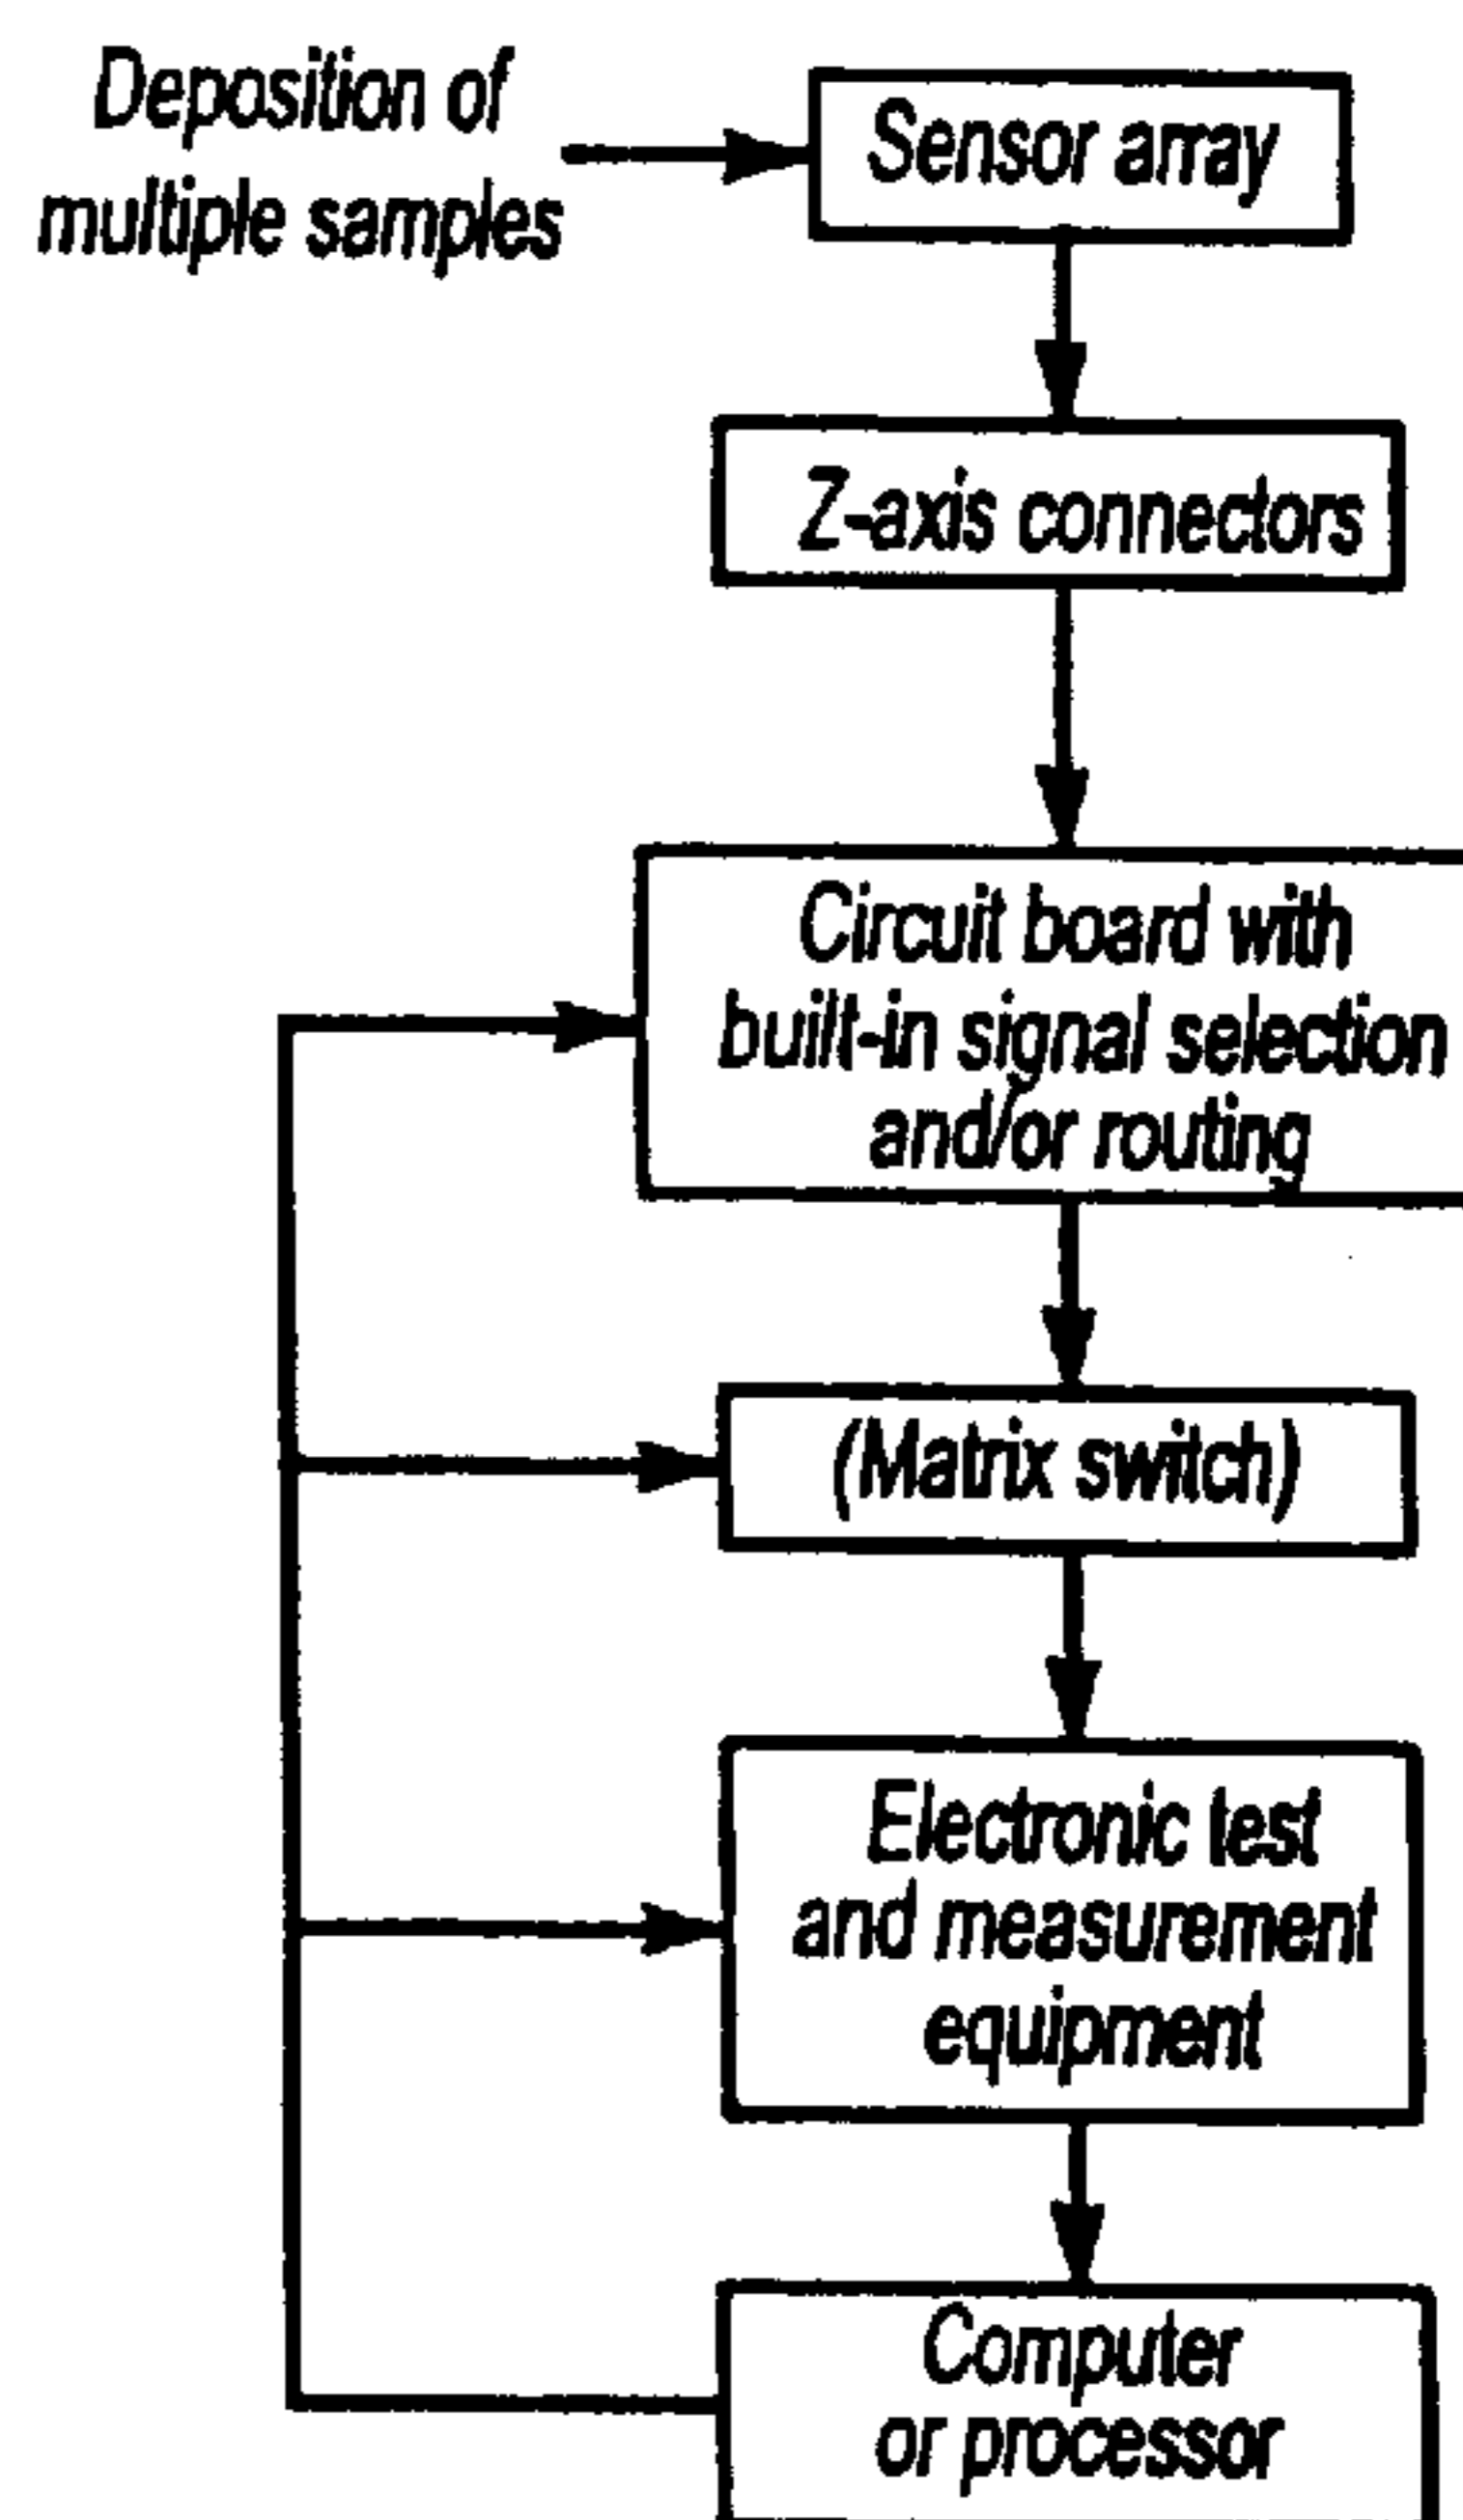 Deposition of
multiple samples
Sensor array
Z-axis connectors
Circuit board with
built-in signal selection
and/or routing
(Matrix switch)
Electronic test
and measurement
equipment
Computer
or processor